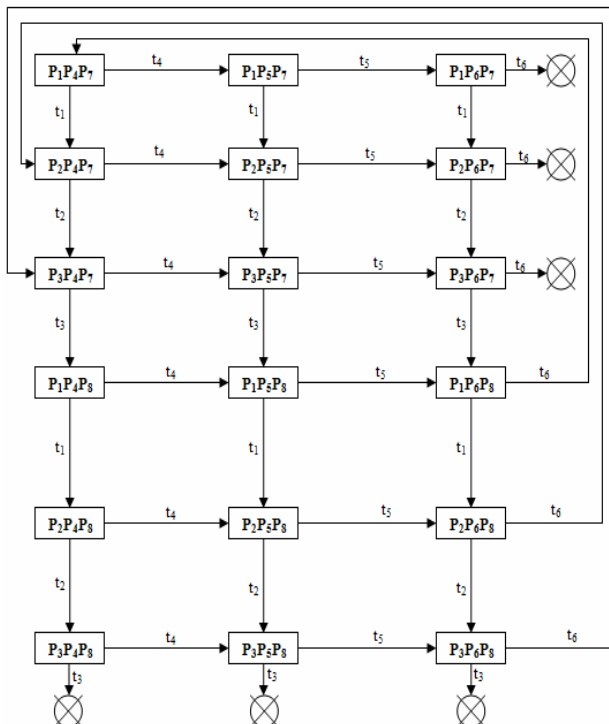 P₁P₄P₇ t₄ P₁P₅P₇ t₅ P₁P₆P₇ t₆
t₁ t₁ t₁
P₂P₄P₇ t₄ P₂P₅P₇ t₅ P₂P₆P₇ t₆
t₂ t₂ t₂
P₃P₄P₇ t₄ P₃P₅P₇ t₅ P₃P₆P₇ t₆
t₃ t₃ t₃
P₁P₄P₈ t₄ P₁P₅P₈ t₅ P₁P₆P₈ t₆
t₁ t₁ t₁
P₂P₄P₈ t₄ P₂P₅P₈ t₅ P₂P₆P₈ t₆
t₂ t₂ t₂
P₃P₄P₈ t₄ P₃P₅P₈ t₅ P₃P₆P₈ t₆
t₃ t₃ t₃